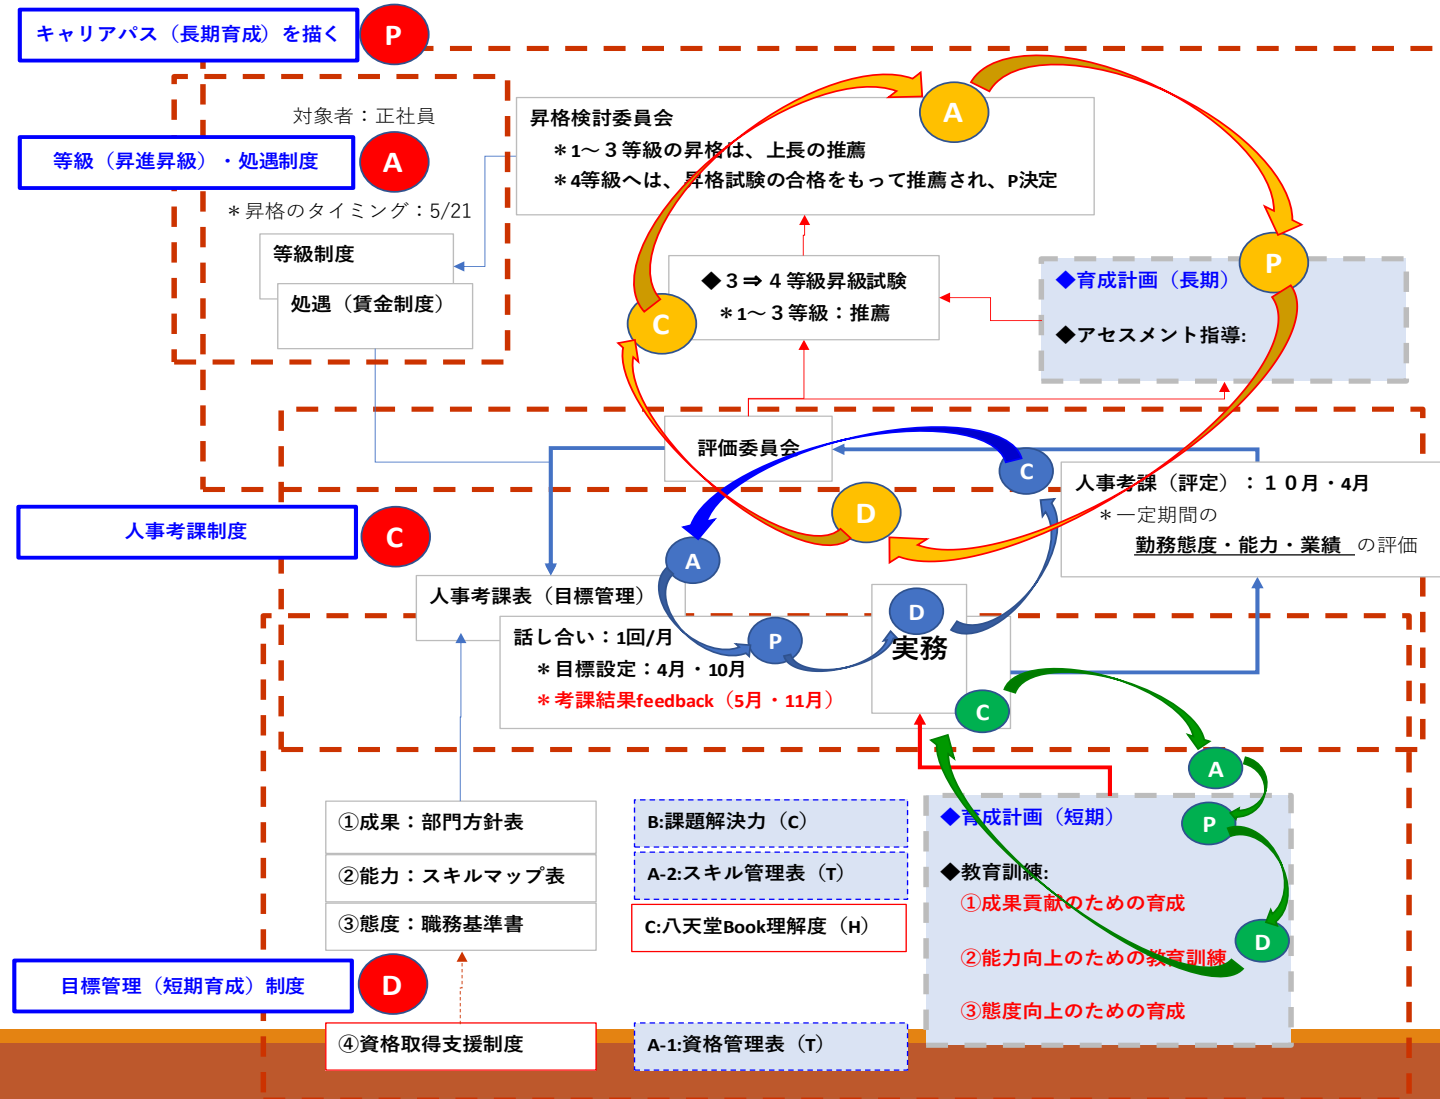 キャリアパス（長期育成）を描く
P
対象者：正社員
等級（昇進昇級）・処遇制度
A
＊昇格のタイミング：5/21
等級制度
処遇（賃金制度）
昇格検討委員会
＊1～３等級の昇格は、上長の推薦
＊4等級へは、昇格試験の合格をもって推薦され、P決定
A
P
C
D
◆３⇒４等級昇級試験
＊1～３等級：推薦
◆育成計画（長期）
◆アセスメント指導:
評価委員会
C
人事考課（評定）：１０月・4月
＊一定期間の
勤務態度・能力・業績 の評価
人事考課制度
C
A
人事考課表（目標管理）
話し合い：1回/月
＊目標設定：4月・10月
＊考課結果feedback（5月・11月）
P
D
実務
C
A
P
D
①成果：部門方針表
②能力：スキルマップ表
③態度：職務基準書
B:課題解決力（C）
A-2:スキル管理表（T）
C:八天堂Book理解度（H）
◆育成計画（短期）
◆教育訓練:
①成果貢献のための育成
②能力向上のための教育訓練
③態度向上のための育成
目標管理（短期育成）制度
D
④資格取得支援制度
A-1:資格管理表（T）